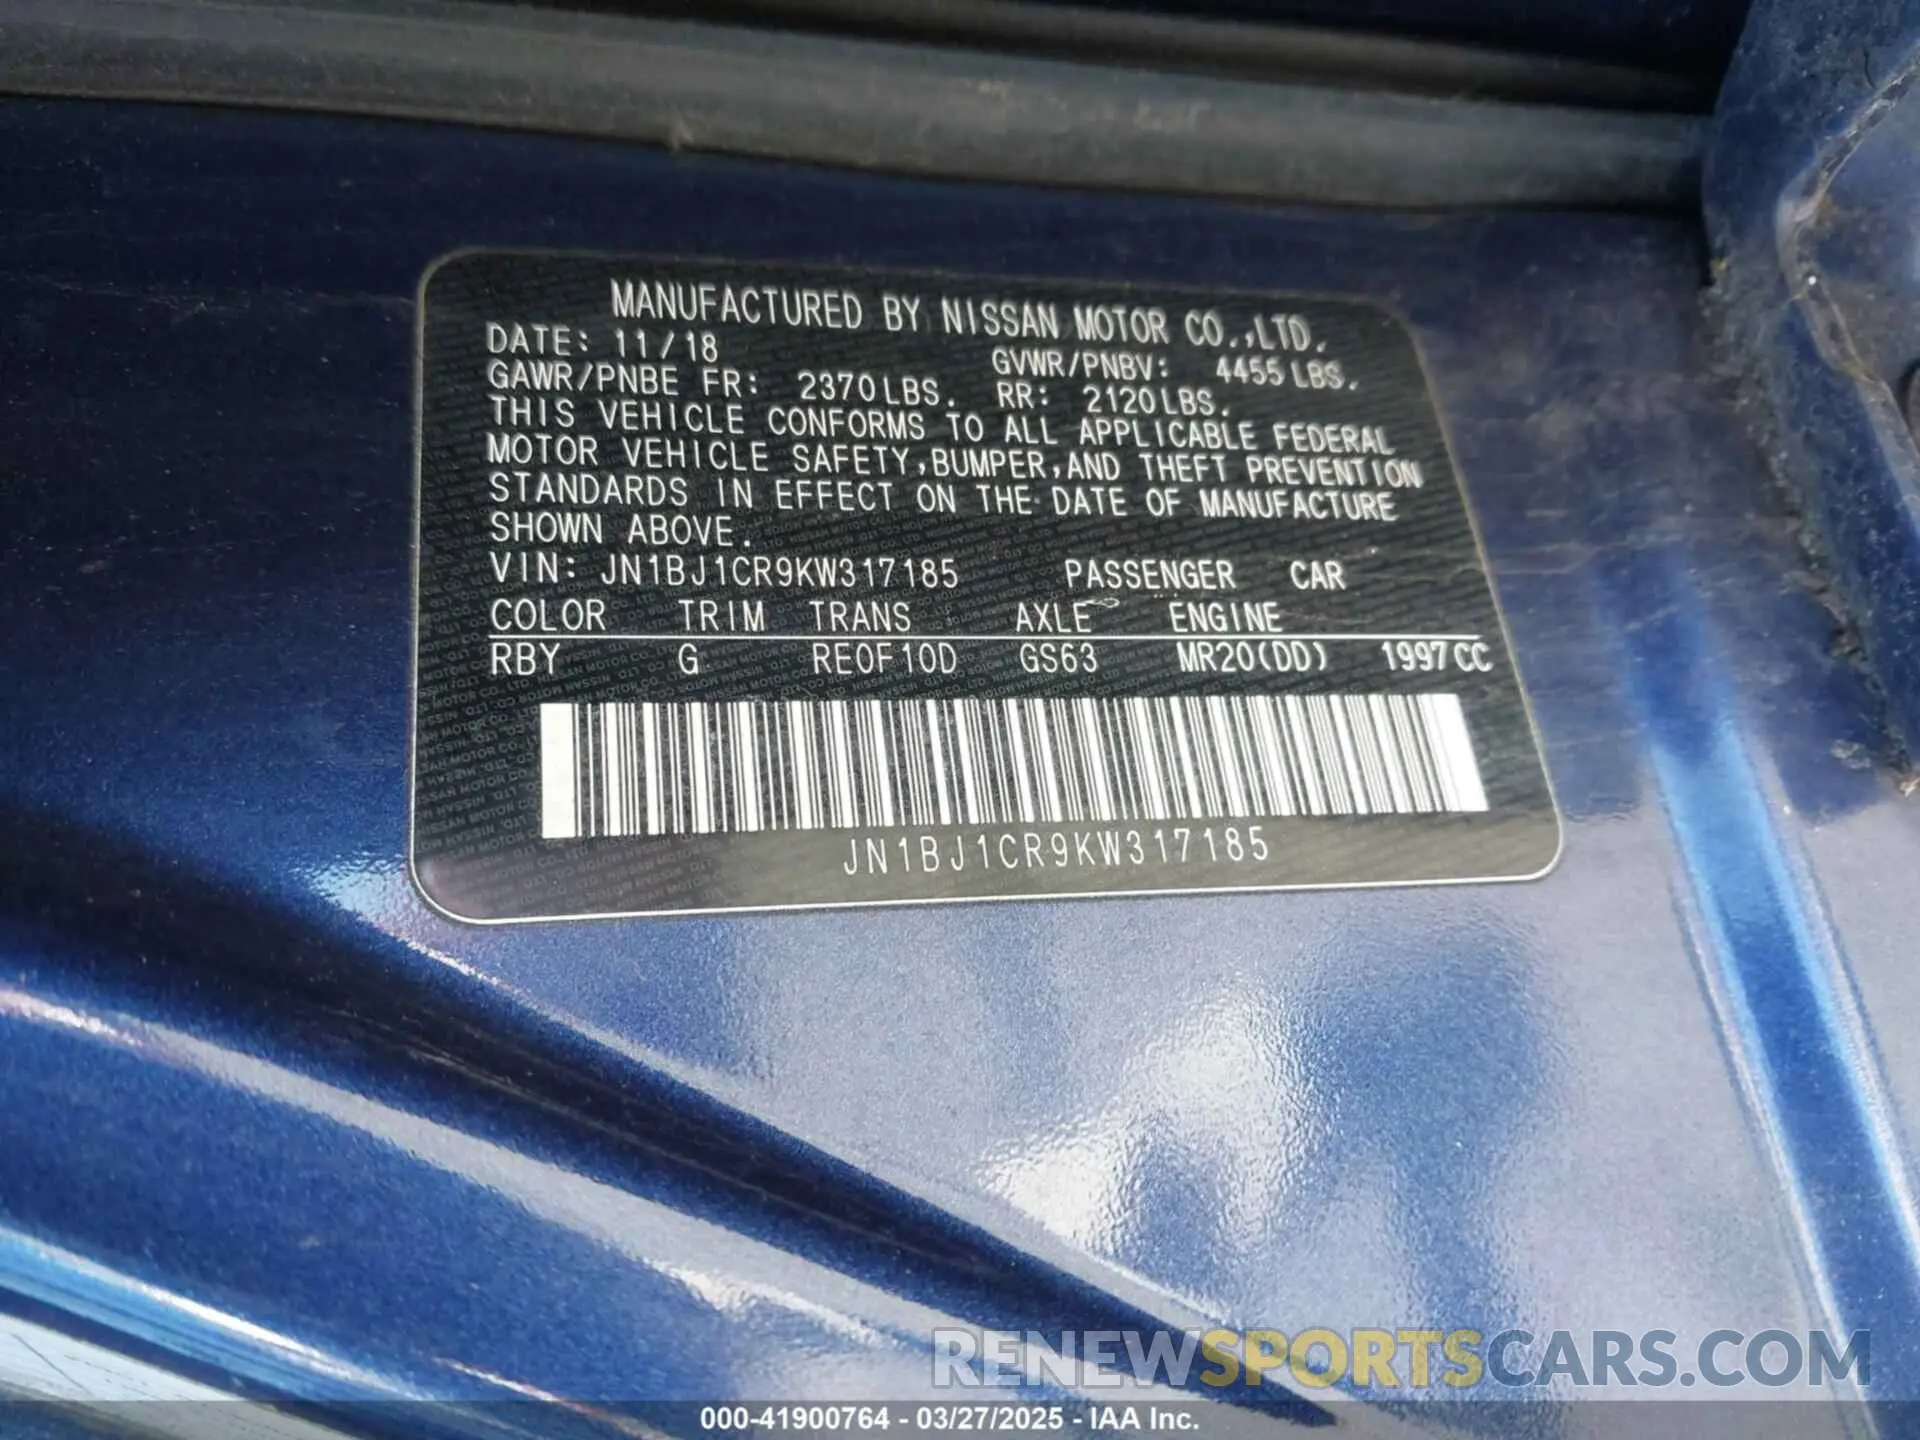 MANUFACTURED BY NISSAN MOTOR CO.,LTD.
DATE: 11/18 GVWR/PNBV: 4455LBS.
GAWR/PNBE FR: 2370LBS. RR: 2120LBS.
THIS VEHICLE CONFORMS TO ALL APPLICABLE FEDERAL
MOTOR VEHICLE SAFETY,BUMPER,AND THEFT PREVENTION
STANDARDS IN EFFECT ON THE DATE OF MANUFACTURE
SHOWN ABOVE.
VIN: JN1BJ1CR9KW317185 PASSENGER CAR
COLOR TRIM TRANS AXLE ENGINE
RBY G RE0F10D GS63 MR20(DD) 1997CC
JN1BJ1CR9KW317185
RENEWSPORTSCARS.COM
000-41900764 - 03/27/2025 - IAA Inc.